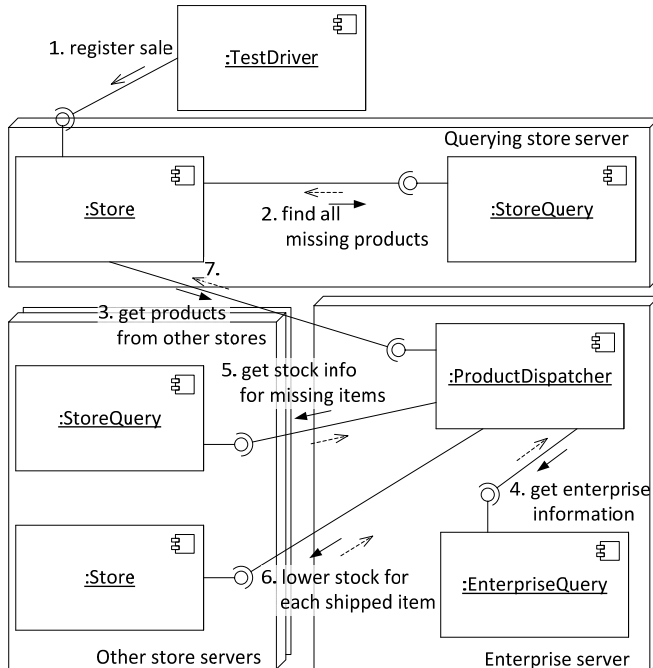 1. register sale
:TestDriver
Querying store server
:Store
:StoreQuery
2. find all
missing products
7.
3. get products
from other stores
:ProductDispatcher
5. get stock info
for missing items
:StoreQuery
4. get enterprise
information
:Store
6. lower stock for
each shipped item
:EnterpriseQuery
Other store servers
Enterprise server